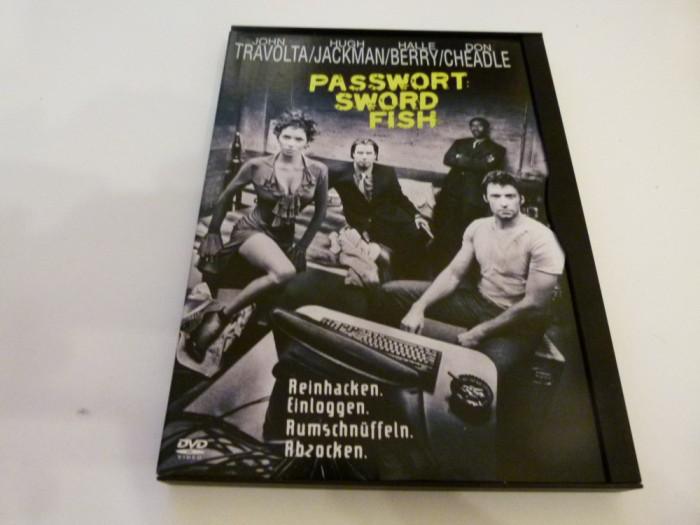 JOHN HUGH HALLE DON
TRAVOLTA/JACKMAN/BERRY/CHEADLE
PASSWORT:
SWORD
FISH
Reinhacken.
Einloggen.
Rumschnüffeln.
Abzocken.
DVD
VIDEO